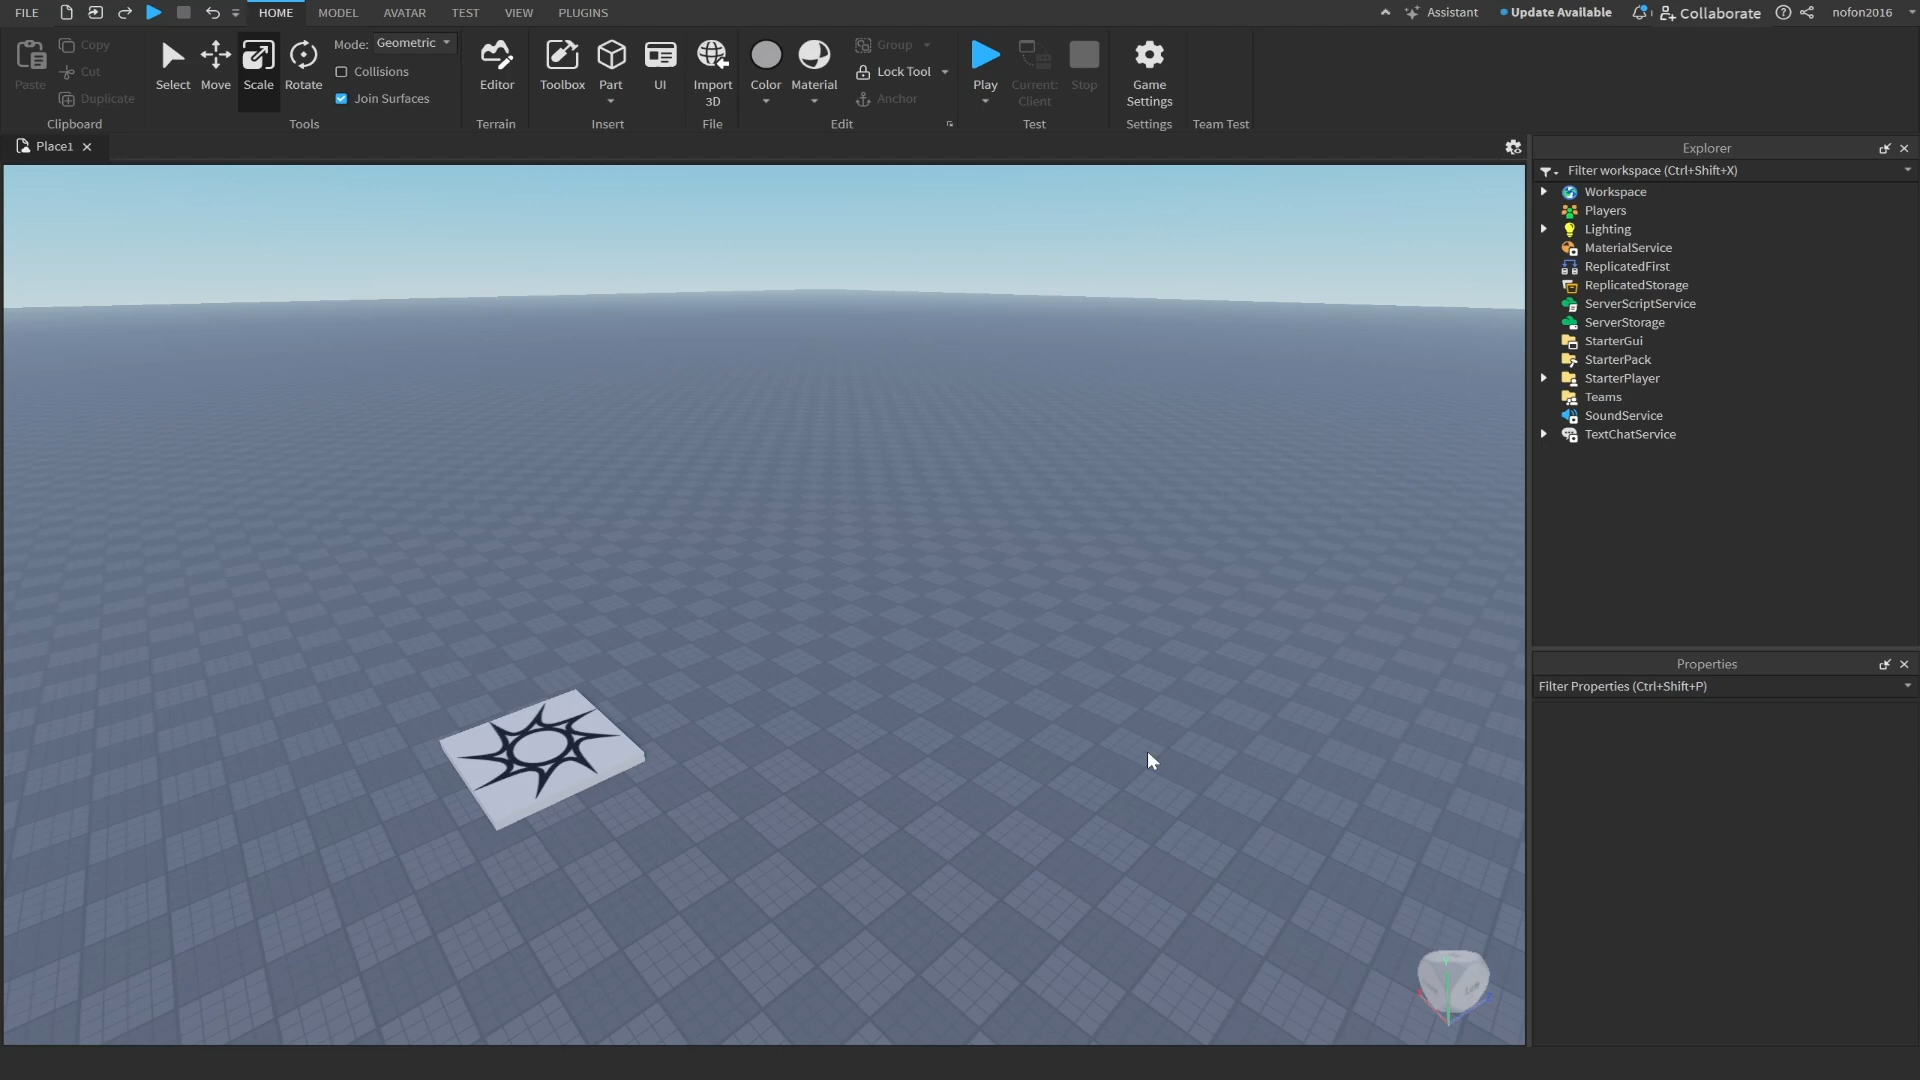 FILE HOME MODEL AVATAR TEST VIEW PLUGINS Assistant Update Available Collaborate nofon2016
Paste Copy Cut Duplicate Clipboard
Select Move Scale Rotate Mode: Geometric Collisions Join Surfaces Tools
Editor Terrain
Toolbox Part UI Insert
Import 3D File
Color Material Group Lock Tool Anchor Edit
Play Current: Client Stop Test
Game Settings Settings
Team Test
Place1
Explorer
Filter workspace (Ctrl+Shift+X)
Workspace
Players
Lighting
MaterialService
ReplicatedFirst
ReplicatedStorage
ServerScriptService
ServerStorage
StarterGui
StarterPack
StarterPlayer
Teams
SoundService
TextChatService
Properties
Filter Properties (Ctrl+Shift+P)